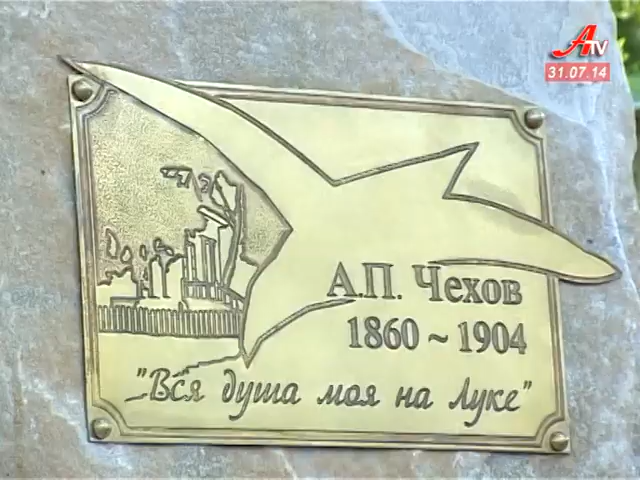 ATV
31.07.14
А.П. Чехов
1860 ~ 1904
"Вся душа моя на Луке"